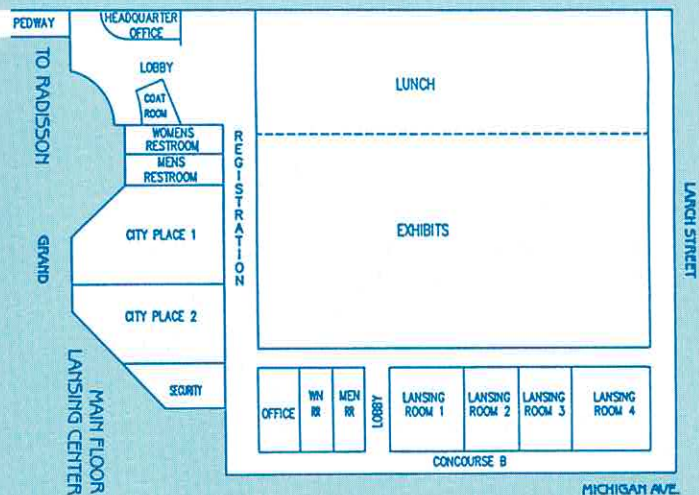 PEDWAY
HEADQUARTER
OFFICE
LOBBY
COAT
ROOM
WOMENS
RESTROOM
MENS
RESTROOM
REGISTRATION
LUNCH
EXHIBITS
CITY PLACE 1
CITY PLACE 2
SECURITY
OFFICE
WN
RR
MEN
RR
LOBBY
LANSING
ROOM 1
LANSING
ROOM 2
LANSING
ROOM 3
LANSING
ROOM 4
CONCOURSE B
TO RADISSON
GRAND
LARCH STREET
MAIN FLOOR
LANSING CENTER
MICHIGAN AVE